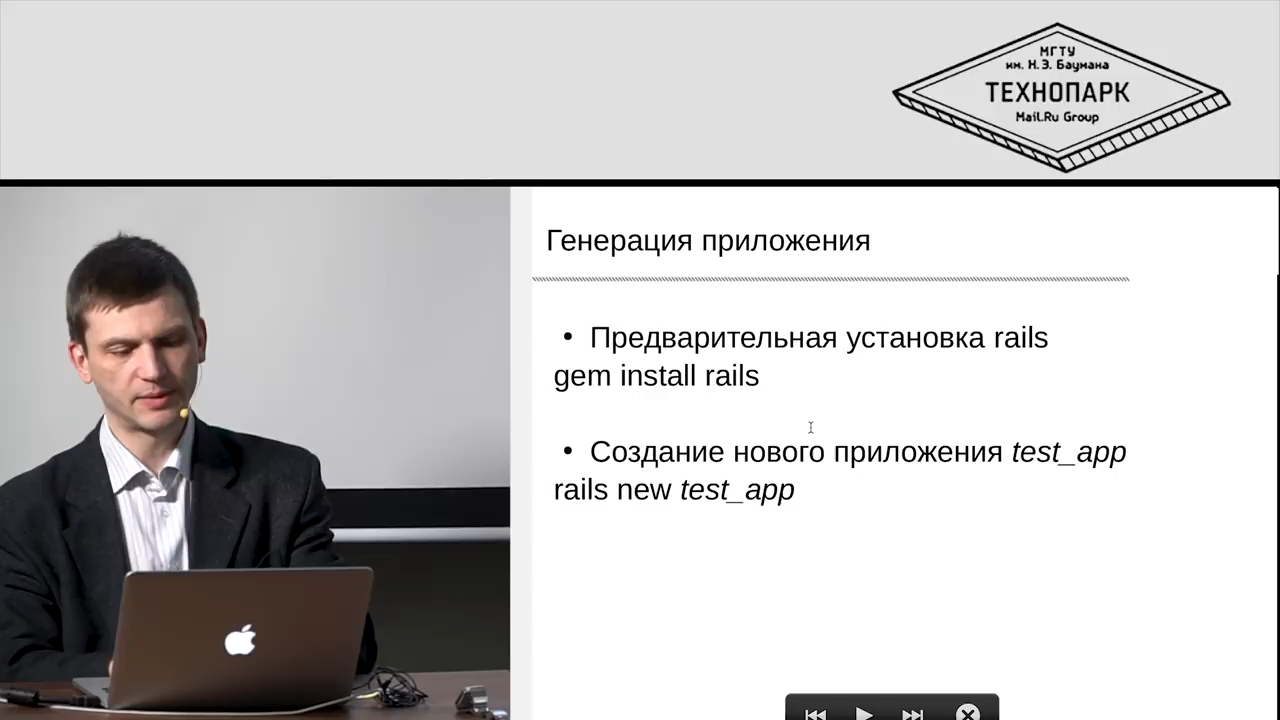 МГТУ
им. Н.Э. Баумана
ТЕХНОПАРК
Mail.Ru Group
Генерация приложения
• Предварительная установка rails
gem install rails
• Создание нового приложения test_app
rails new test_app